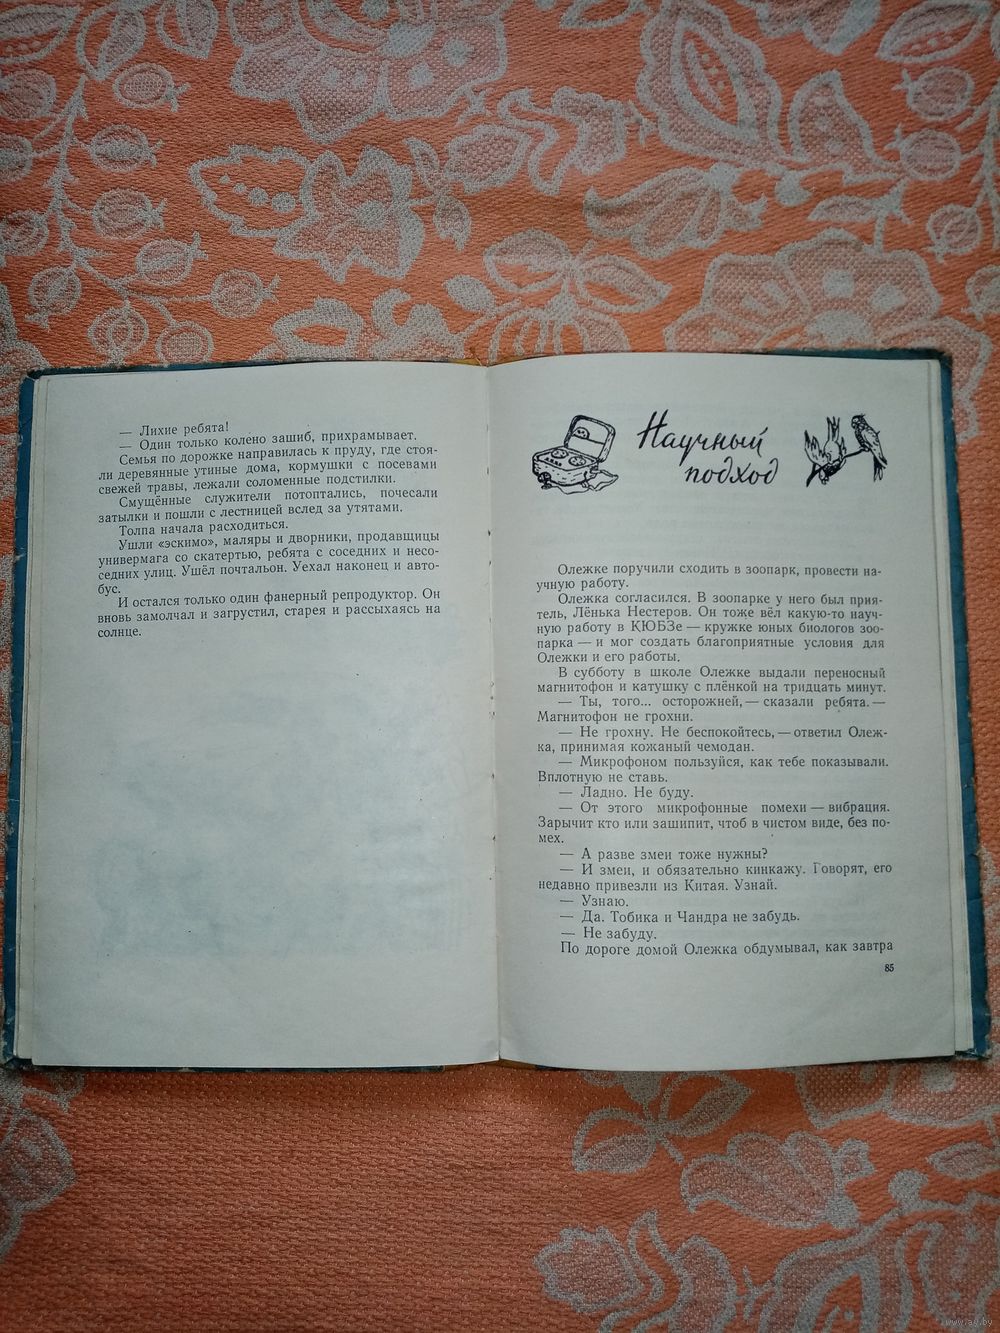 — Лихие ребята!
— Один только колено зашиб, прихрамывает.
Семья по дорожке направилась к пруду, где стоя-
ли деревянные утиные дома, кормушки с посевами
свежей травы, лежали соломенные подстилки.
Смущённые служители потоптались, почесали
затылки и пошли с лестницей вслед за утятами.
Толпа начала расходиться.
Ушли «эскимо», маляры и дворники, продавщицы
универмага со скатертью, ребята с соседних и несо-
седних улиц. Ушёл почтальон. Уехал наконец и авто-
бус.
И остался только один фанерный репродуктор. Он
вновь замолчал и загрустил, старея и рассыхаясь на
солнце.
Научный
подход
Олежке поручили сходить в зоопарк, провести на-
учную работу.
Олежка согласился. В зоопарке у него был прия-
тель, Лёнька Нестеров. Он тоже вёл какую-то науч-
ную работу в КЮБЗе — кружке юных биологов зоо-
парка — и мог создать благоприятные условия для
Олежки и его работы.
В субботу в школе Олежке выдали переносный
магнитофон и катушку с плёнкой на тридцать минут.
— Ты, того... осторожней, — сказали ребята. —
Магнитофон не грохни.
— Не грохну. Не беспокойтесь, — ответил Олеж-
ка, принимая кожаный чемодан.
— Микрофоном пользуйся, как тебе показывали.
Вплотную не ставь.
— Ладно. Не буду.
— От этого микрофонные помехи — вибрация.
Зарычит кто или зашипит, чтоб в чистом виде, без по-
мех.
— А разве змеи тоже нужны?
— И змеи, и обязательно кинкажу. Говорят, его
недавно привезли из Китая. Узнай.
— Узнаю.
— Да. Тобика и Чандра не забудь.
— Не забуду.
По дороге домой Олежка обдумывал, как завтра
85
www.ay.by